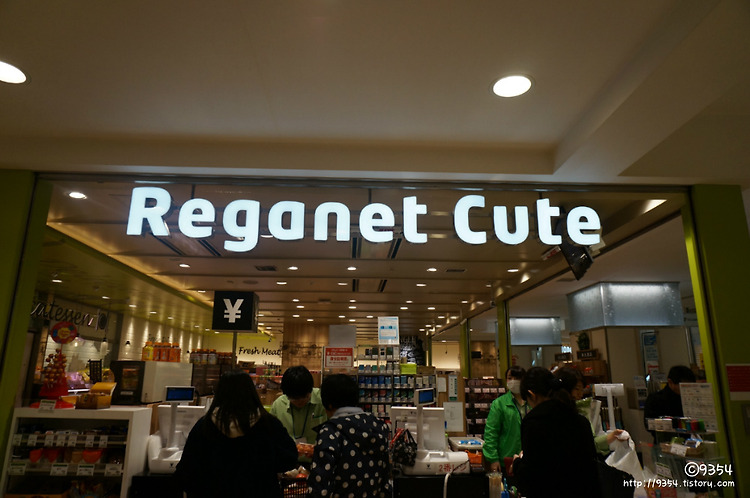 Reganet Cute
¥
Fresh Meat
©9354
http://9354.tistory.com